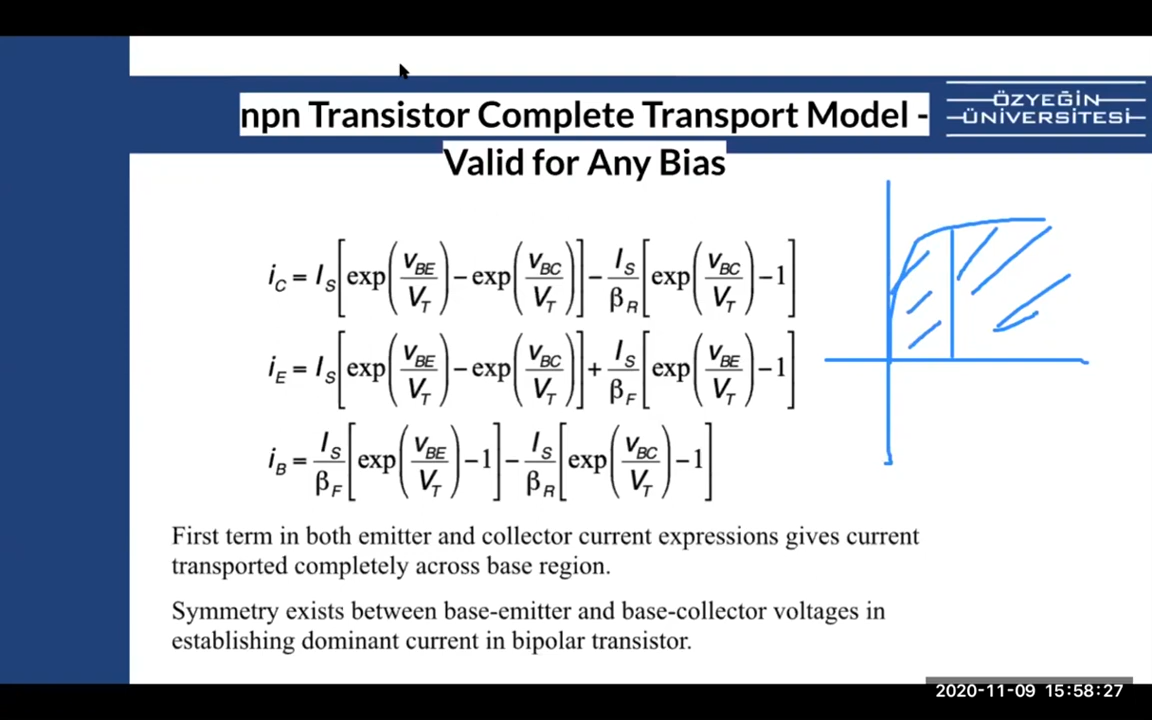 npn Transistor Complete Transport Model -
Valid for Any Bias
ÖZYEĞİN
ÜNİVERSİTESİ
i_C = I_S[exp(v_BE/V_T) − exp(v_BC/V_T)] − I_S/β_R[exp(v_BC/V_T) − 1]
i_E = I_S[exp(v_BE/V_T) − exp(v_BC/V_T)] + I_S/β_F[exp(v_BE/V_T) − 1]
i_B = I_S/β_F[exp(v_BE/V_T) − 1] − I_S/β_R[exp(v_BC/V_T) − 1]
First term in both emitter and collector current expressions gives current
transported completely across base region.
Symmetry exists between base-emitter and base-collector voltages in
establishing dominant current in bipolar transistor.
2020-11-09 15:58:27